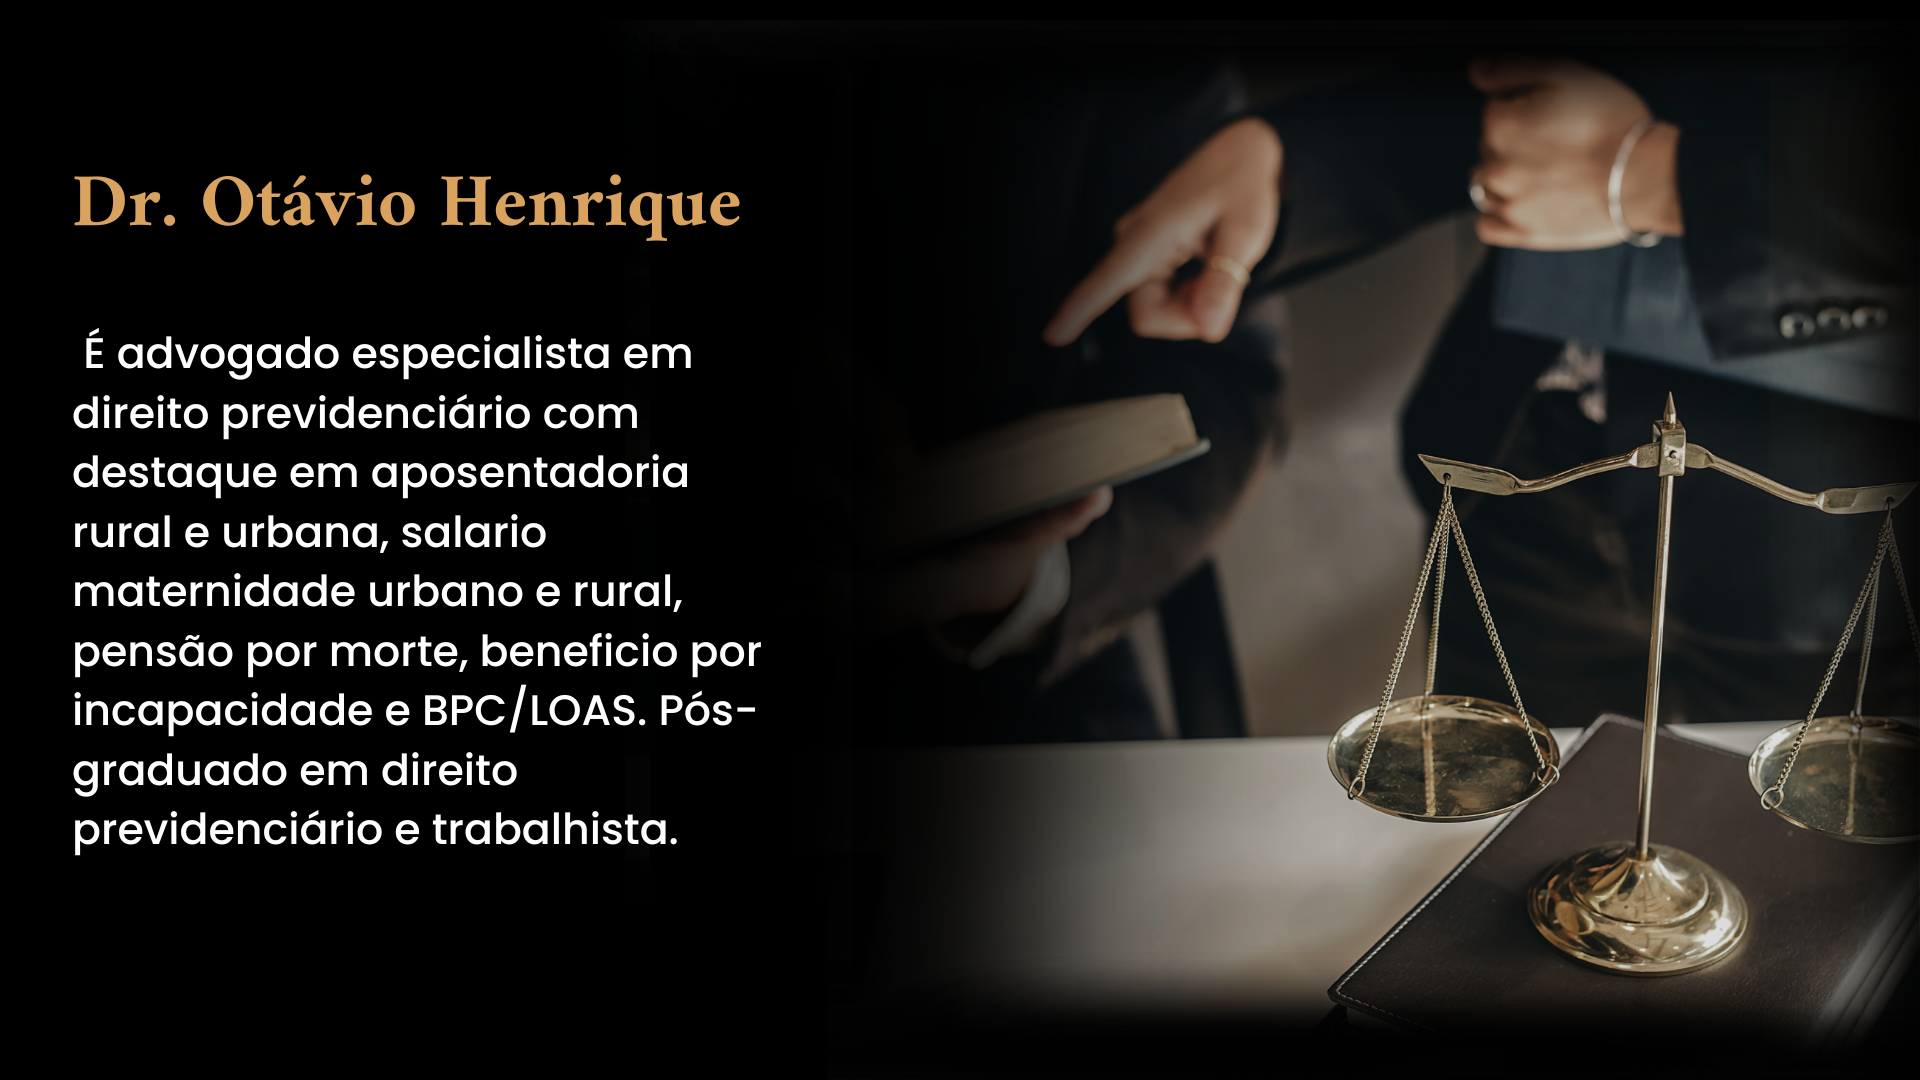 Dr. Otávio Henrique
É advogado especialista em
direito previdenciário com
destaque em aposentadoria
rural e urbana, salario
maternidade urbano e rural,
pensão por morte, beneficio por
incapacidade e BPC/LOAS. Pós-
graduado em direito
previdenciário e trabalhista.